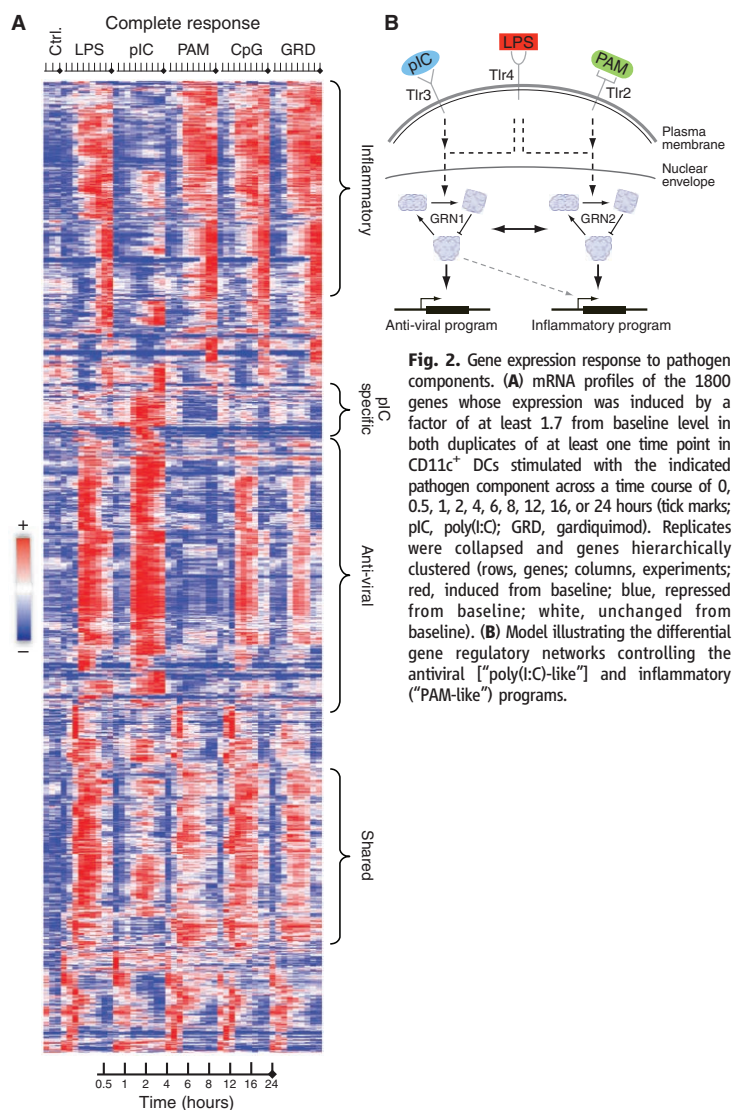 A
Complete response
Ctrl. LPS pIC PAM CpG GRD
Inflammatory
pIC
specific
Anti-viral
Shared
+
–
0.5 1 2 4 6 8 12 16 24
Time (hours)
B
pIC
LPS
PAM
Tlr3
Tlr4
Tlr2
Plasma
membrane
Nuclear
envelope
GRN1
GRN2
Anti-viral program
Inflammatory program
Fig. 2. Gene expression response to pathogen
components. (A) mRNA profiles of the 1800
genes whose expression was induced by a
factor of at least 1.7 from baseline level in
both duplicates of at least one time point in
CD11c+ DCs stimulated with the indicated
pathogen component across a time course of 0,
0.5, 1, 2, 4, 6, 8, 12, 16, or 24 hours (tick marks;
pIC, poly(I:C); GRD, gardiquimod). Replicates
were collapsed and genes hierarchically
clustered (rows, genes; columns, experiments;
red, induced from baseline; blue, repressed
from baseline; white, unchanged from
baseline). (B) Model illustrating the differential
gene regulatory networks controlling the
antiviral ["poly(I:C)-like"] and inflammatory
("PAM-like") programs.